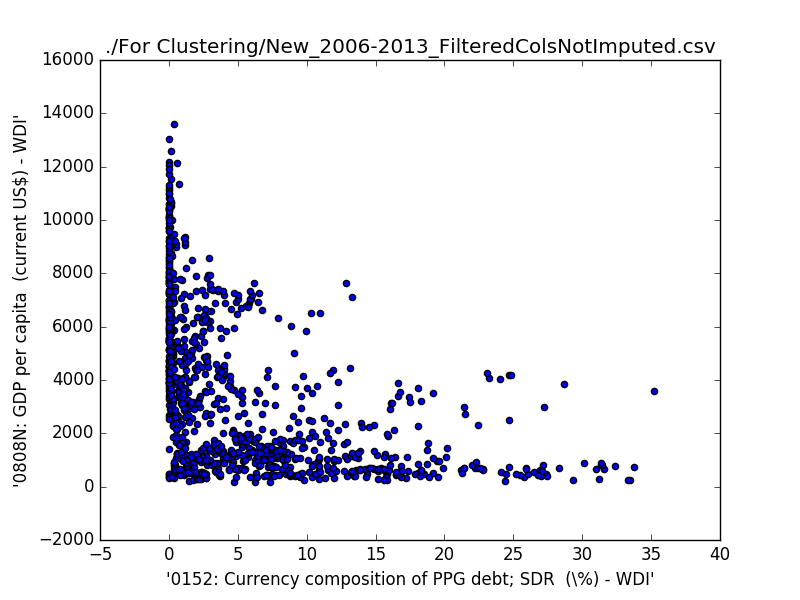 ./For Clustering/New_2006-2013_FilteredColsNotImputed.csv
16000
14000
12000
10000
8000
6000
4000
2000
0
−2000
'0808N: GDP per capita  (current US$) - WDI'
−5 0 5 10 15 20 25 30 35 40
'0152: Currency composition of PPG debt; SDR  (\%) - WDI'